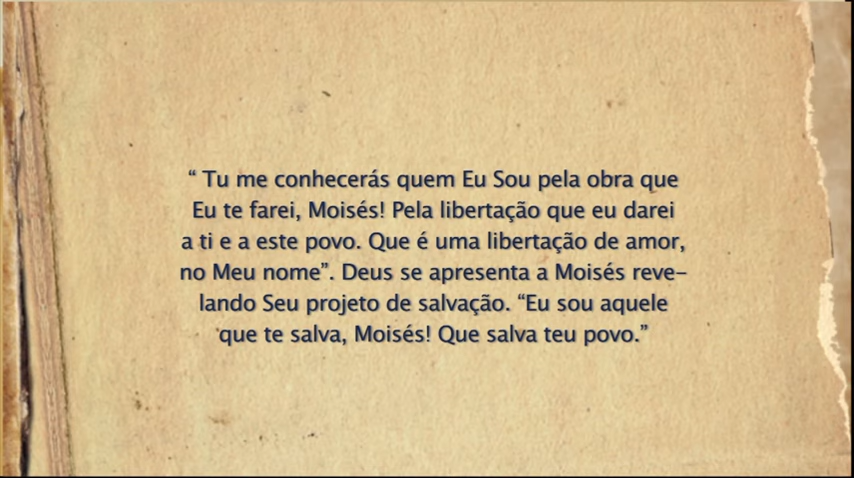 “ Tu me conhecerás quem Eu Sou pela obra que
Eu te farei, Moisés! Pela libertação que eu darei
a ti e a este povo. Que é uma libertação de amor,
no Meu nome”. Deus se apresenta a Moisés reve-
lando Seu projeto de salvação. “Eu sou aquele
que te salva, Moisés! Que salva teu povo.”